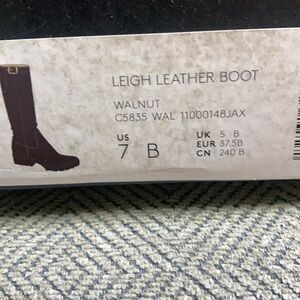 LEIGH LEATHER BOOT
WALNUT
C5835 WAL 11000148JAX
US
7 B
UK 5 B
EUR 37.5B
CN 240 B